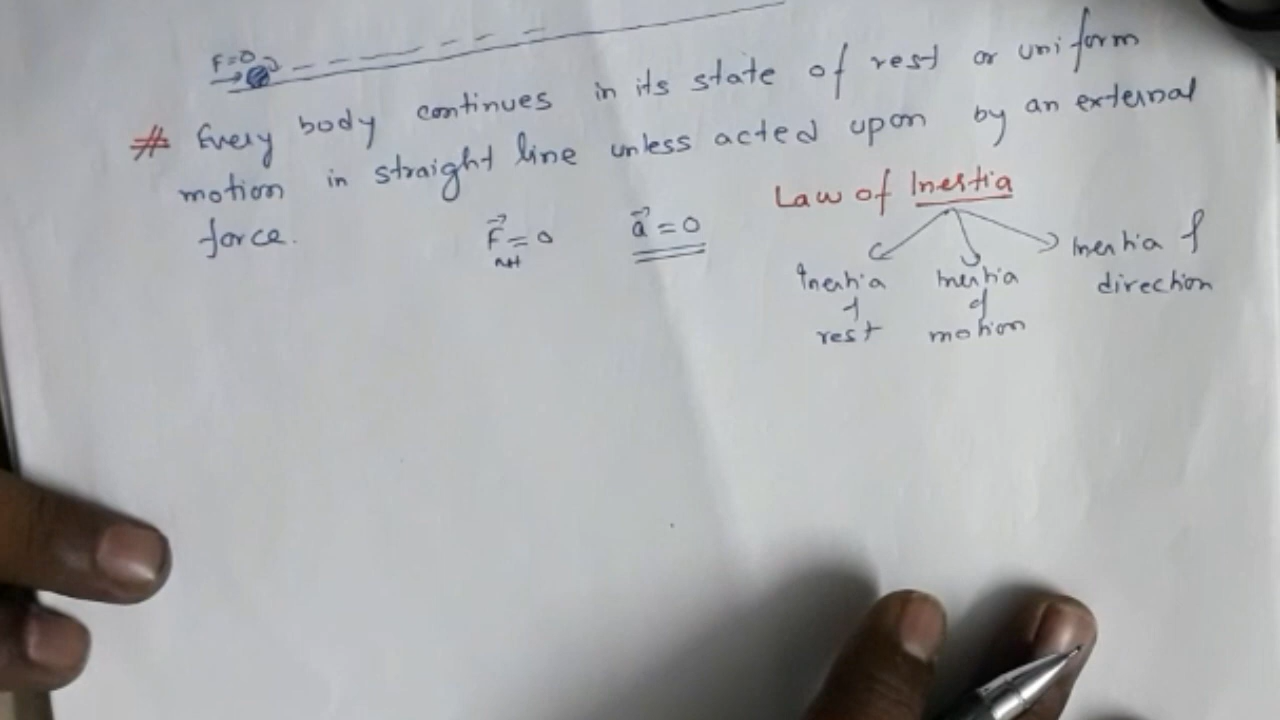 F=0
# Every body continues in its state of rest or uniform
motion in straight line unless acted upon by an external
force.
F⃗ net = 0
a⃗ = 0
Law of Inertia
Inertia of rest
Inertia of motion
Inertia of direction